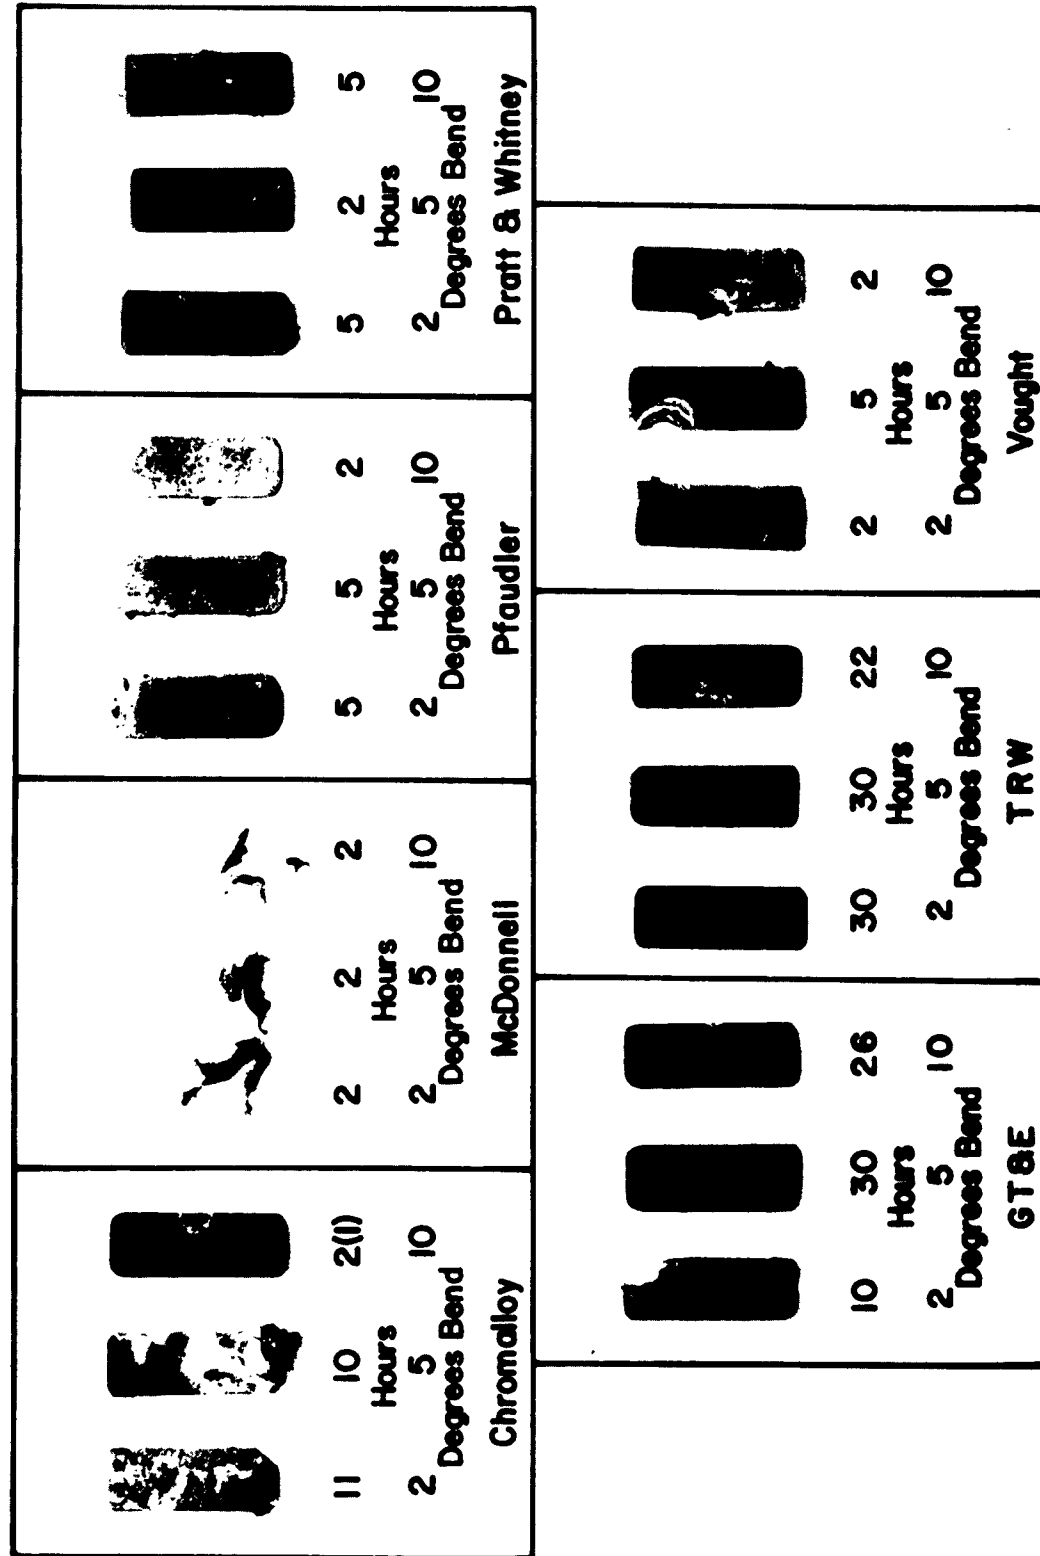 11 10 2(1)
Hours
2 5 10
Degrees Bend
Chromalloy
2 2 2
Hours
2 5 10
Degrees Bend
McDonnell
5 5 2
Hours
2 5 10
Degrees Bend
Pfaudler
5 2 5
Hours
2 5 10
Degrees Bend
Pratt & Whitney
10 30 26
Hours
2 5 10
Degrees Bend
GT&E
30 30 22
Hours
2 5 10
Degrees Bend
TRW
2 5 2
Hours
2 5 10
Degrees Bend
Vought